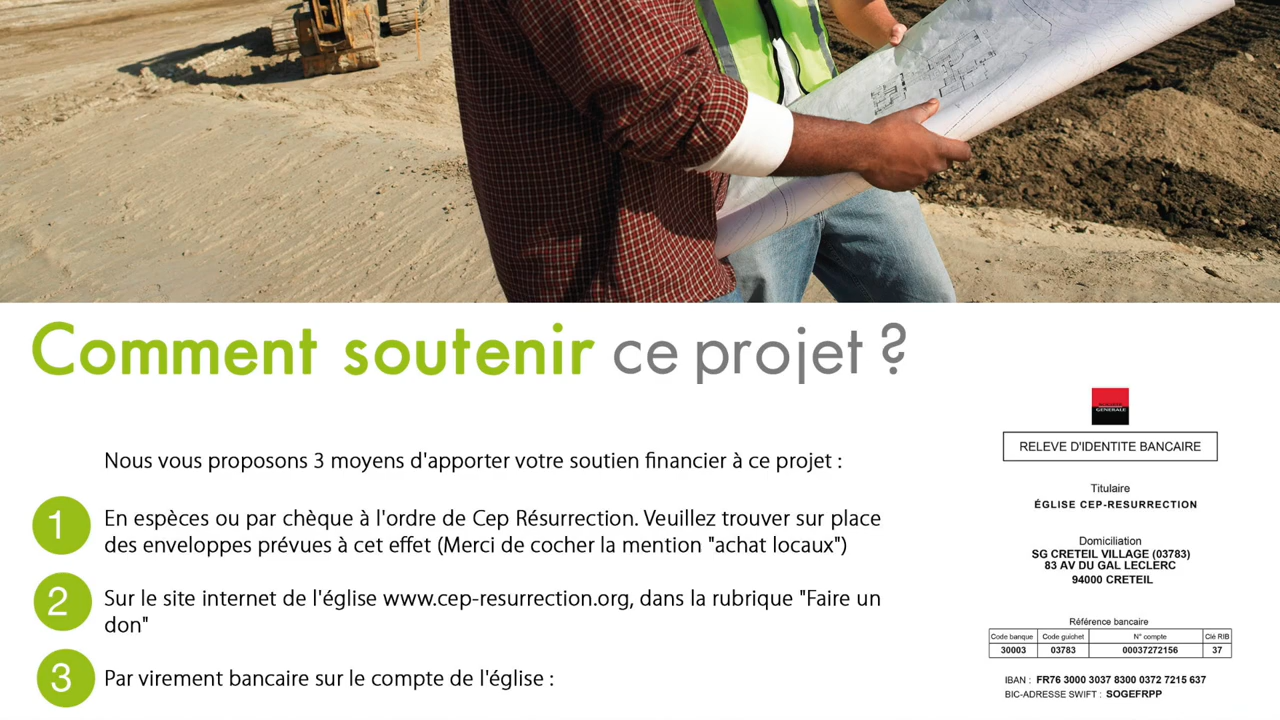 Comment soutenir ce projet ?
Nous vous proposons 3 moyens d'apporter votre soutien financier à ce projet :
1 En espèces ou par chèque à l'ordre de Cep Résurrection. Veuillez trouver sur place
des enveloppes prévues à cet effet (Merci de cocher la mention "achat locaux")
2 Sur le site internet de l'église www.cep-resurrection.org, dans la rubrique "Faire un
don"
3 Par virement bancaire sur le compte de l'église :
SOCIETE
GENERALE
RELEVE D'IDENTITE BANCAIRE
Titulaire
ÉGLISE CEP-RESURRECTION
Domiciliation
SG CRETEIL VILLAGE (03783)
83 AV DU GAL LECLERC
94000 CRETEIL
Référence bancaire
Code banque Code guichet N° compte Clé RIB
30003 03783 00037272156 37
IBAN : FR76 3000 3037 8300 0372 7215 637
BIC-ADRESSE SWIFT : SOGEFRPP